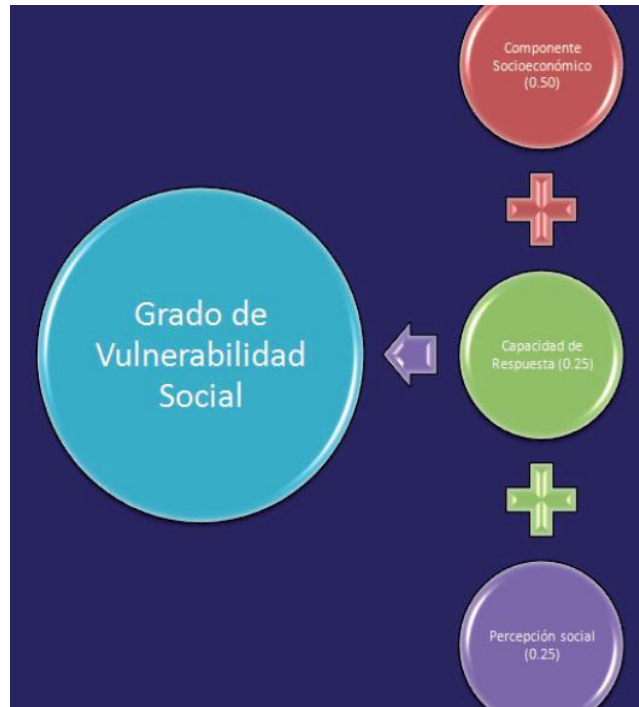 Componente
Socioeconómico
(0.50)
Grado de
Vulnerabilidad
Social
Capacidad de
Respuesta (0.25)
Percepción social
(0.25)